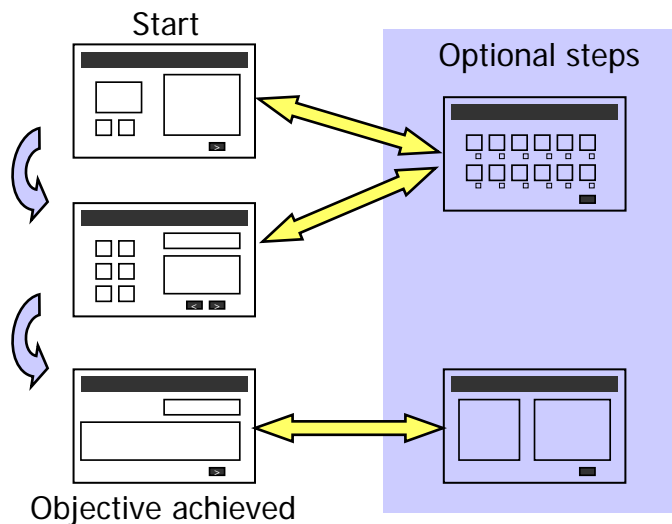 Start
Optional steps
>
< >
>
Objective achieved